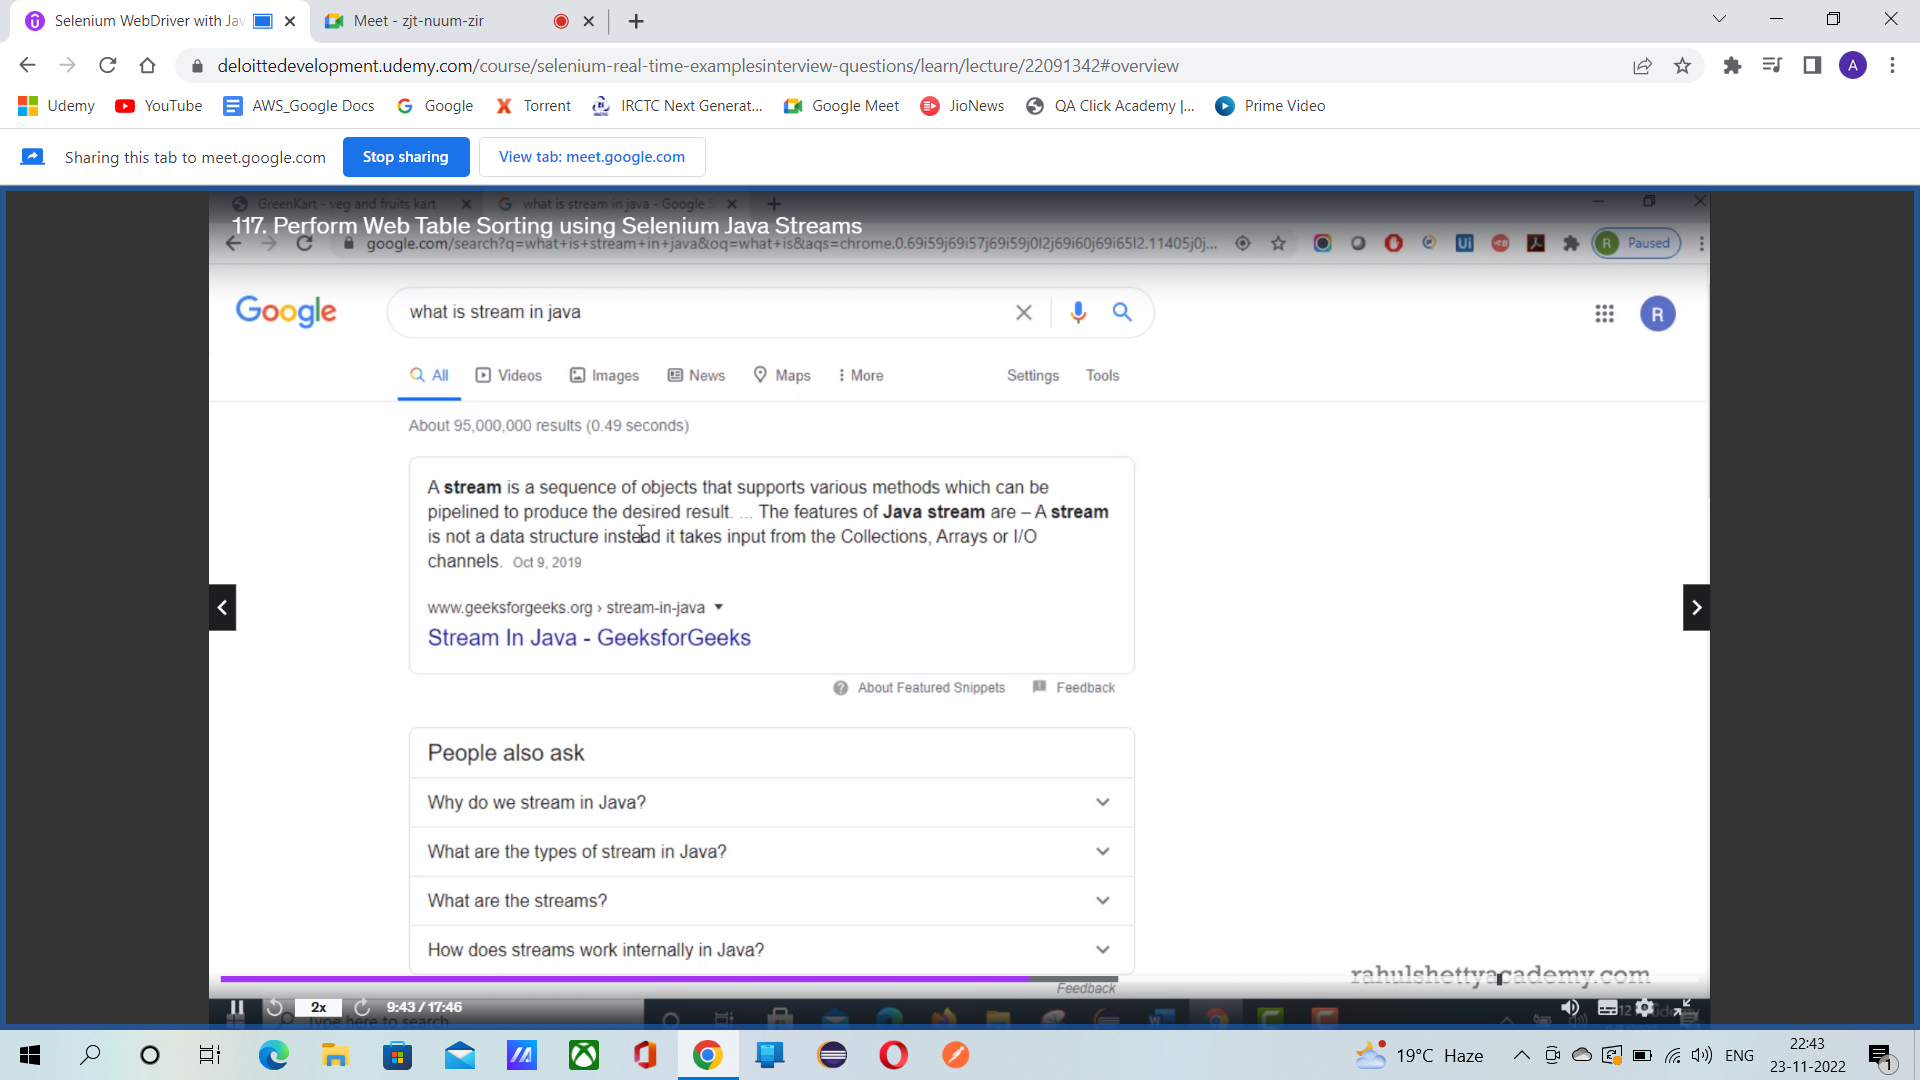 Selenium WebDriver with Jav
Meet - zjt-nuum-zir
deloittedevelopment.udemy.com/course/selenium-real-time-examplesinterview-questions/learn/lecture/22091342#overview
A
Udemy YouTube AWS_Google Docs Google Torrent IRCTC Next Generat... Google Meet JioNews QA Click Academy |... Prime Video
Sharing this tab to meet.google.com Stop sharing View tab: meet.google.com
GreenKart - veg and fruits kart what is stream in java - Google S
117. Perform Web Table Sorting using Selenium Java Streams
google.com/search?q=what+is+stream+in+java&oq=what+is&aqs=chrome.0.69i59j69i57j69i59j0l2j69i60j69i65l2.11405j0j... R Paused
Google what is stream in java R
All Videos Images News Maps More Settings Tools
About 95,000,000 results (0.49 seconds)
A stream is a sequence of objects that supports various methods which can be
pipelined to produce the desired result. ... The features of Java stream are – A stream
is not a data structure instead it takes input from the Collections, Arrays or I/O
channels. Oct 9, 2019
www.geeksforgeeks.org › stream-in-java
Stream In Java - GeeksforGeeks
About Featured Snippets Feedback
People also ask
Why do we stream in Java?
What are the types of stream in Java?
What are the streams?
How does streams work internally in Java?
rahulshettyacademy.com
Feedback
2x 9:43 / 17:46
Type here to search
19°C Haze ENG 22:43
23-11-2022
1